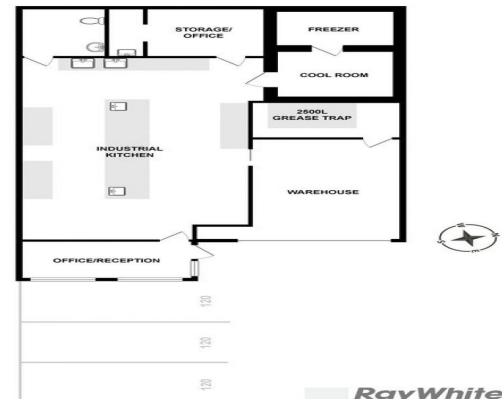 STORAGE/
OFFICE
FREEZER
COOL ROOM
2500L
GREASE TRAP
INDUSTRIAL
KITCHEN
WAREHOUSE
OFFICE/RECEPTION
N
S
120
120
120
RayWhite